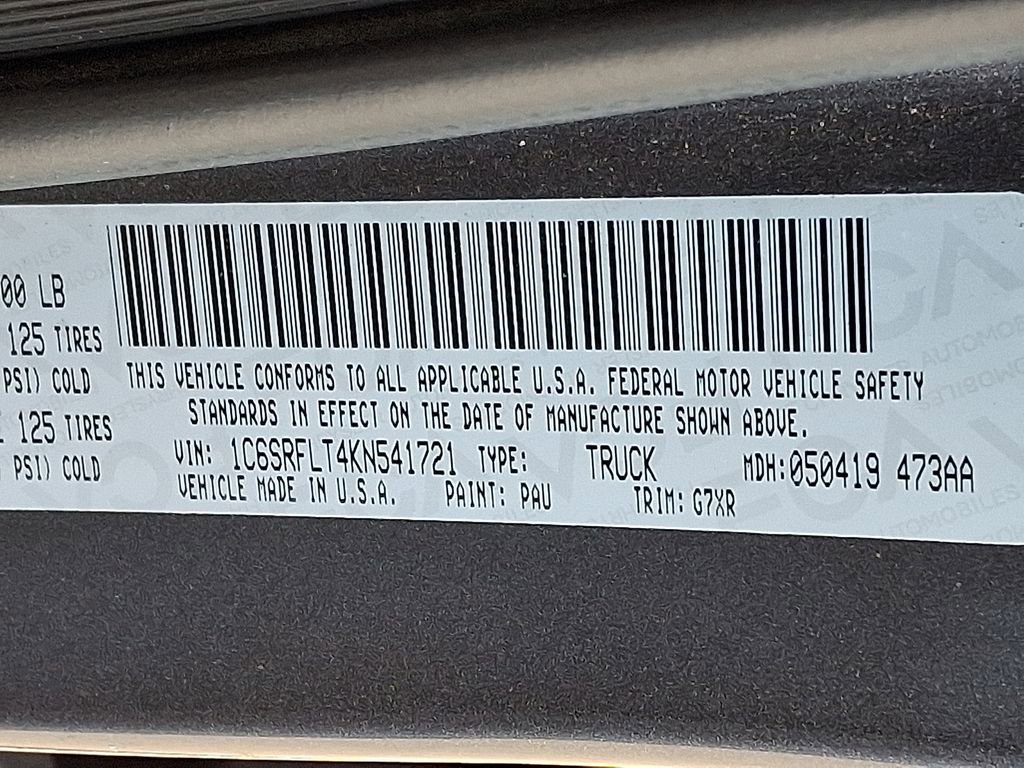 00 LB
125 TIRES
PSI) COLD
125 TIRES
PSI) COLD
THIS VEHICLE CONFORMS TO ALL APPLICABLE U.S.A. FEDERAL MOTOR VEHICLE SAFETY
STANDARDS IN EFFECT ON THE DATE OF MANUFACTURE SHOWN ABOVE.
VIN: 1C6SRFLT4KN541721 TYPE: TRUCK MDH:050419 473AA
VEHICLE MADE IN U.S.A. PAINT: PAU TRIM: G7XR